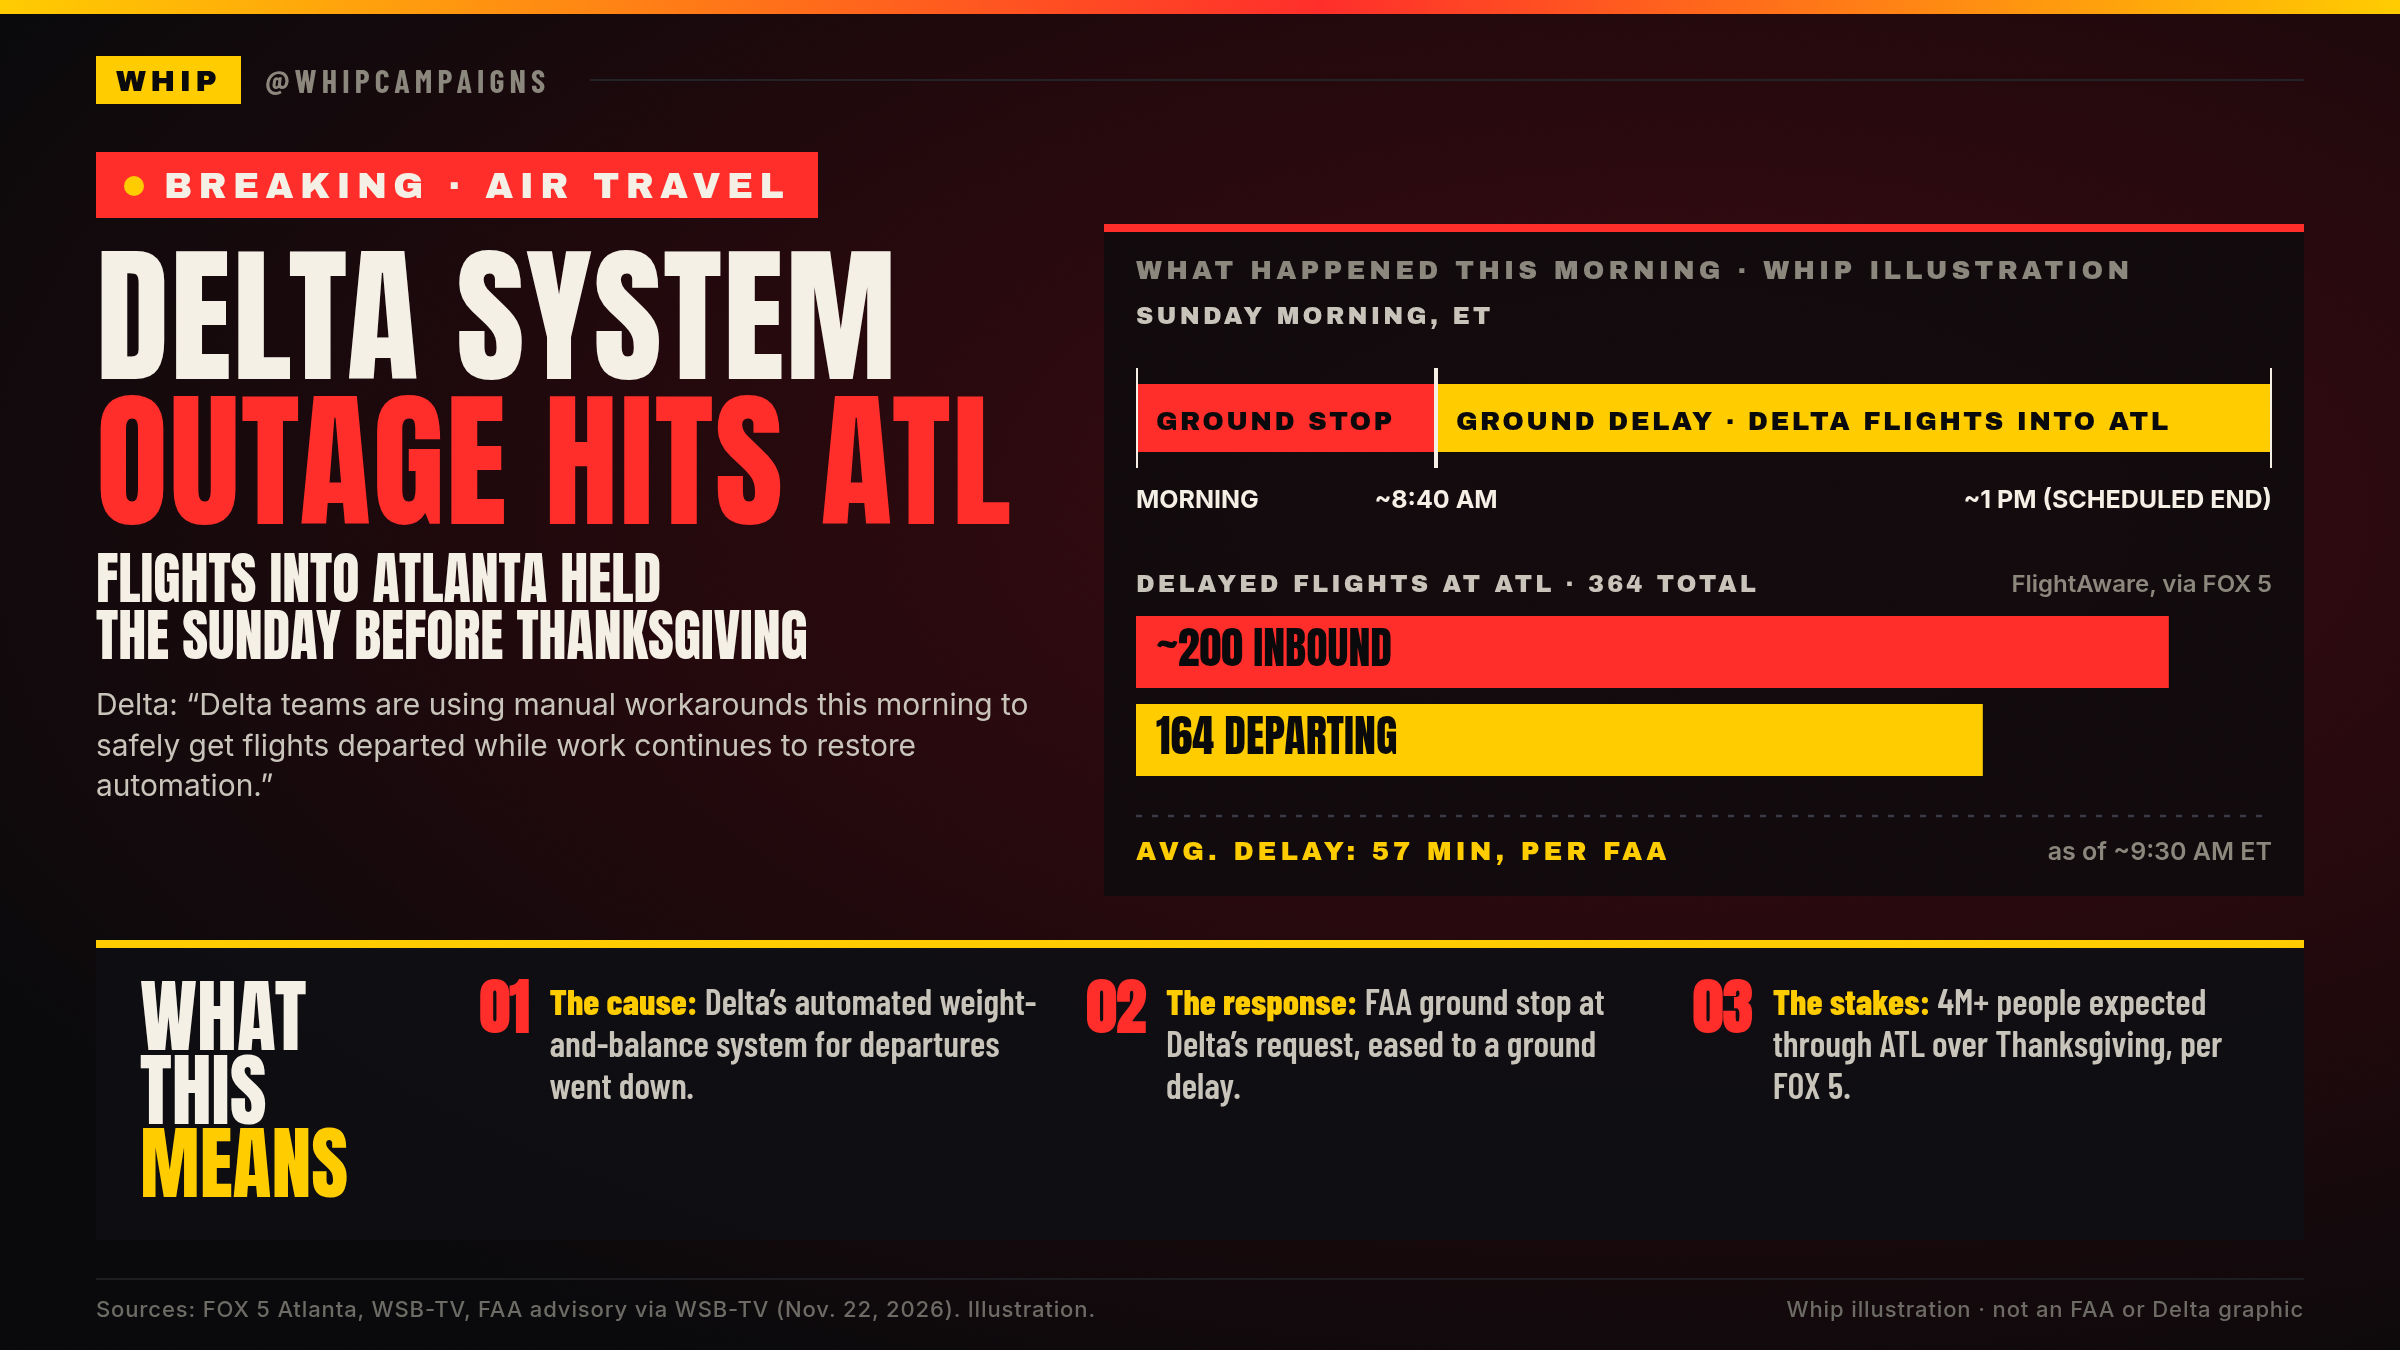 WHIP @WHIPCAMPAIGNS
BREAKING · AIR TRAVEL
DELTA SYSTEM
OUTAGE HITS ATL
FLIGHTS INTO ATLANTA HELD
THE SUNDAY BEFORE THANKSGIVING
Delta: “Delta teams are using manual workarounds this morning to
safely get flights departed while work continues to restore
automation.”
WHAT HAPPENED THIS MORNING · WHIP ILLUSTRATION
SUNDAY MORNING, ET
GROUND STOP
GROUND DELAY · DELTA FLIGHTS INTO ATL
MORNING
~8:40 AM
~1 PM (SCHEDULED END)
DELAYED FLIGHTS AT ATL · 364 TOTAL
FlightAware, via FOX 5
~200 INBOUND
164 DEPARTING
AVG. DELAY: 57 MIN, PER FAA
as of ~9:30 AM ET
WHAT
THIS
MEANS
01
The cause: Delta’s automated weight-
and-balance system for departures
went down.
02
The response: FAA ground stop at
Delta’s request, eased to a ground
delay.
03
The stakes: 4M+ people expected
through ATL over Thanksgiving, per
FOX 5.
Sources: FOX 5 Atlanta, WSB-TV, FAA advisory via WSB-TV (Nov. 22, 2026). Illustration.
Whip illustration · not an FAA or Delta graphic